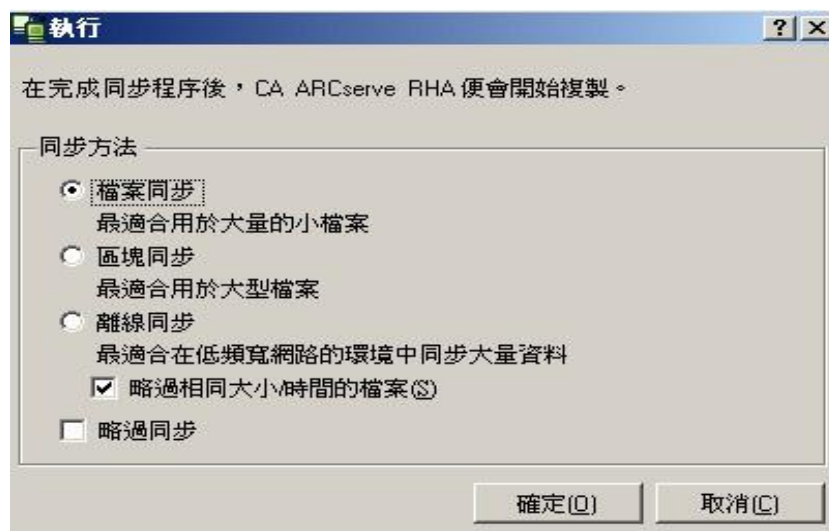 執行
在完成同步程序後，CA ARCserve RHA 便會開始複製。
同步方法
檔案同步
最適合用於大量的小檔案
區塊同步
最適合用於大型檔案
離線同步
最適合在低頻寬網路的環境中同步大量資料
略過相同大小/時間的檔案(S)
略過同步
確定(O) 取消(C)